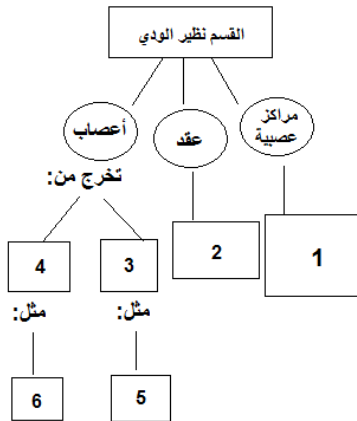 القسم نظير الودي
مراكز
عصبية
عقد
أعصاب
تخرج من:
1
2
3
4
مثل:
مثل:
5
6